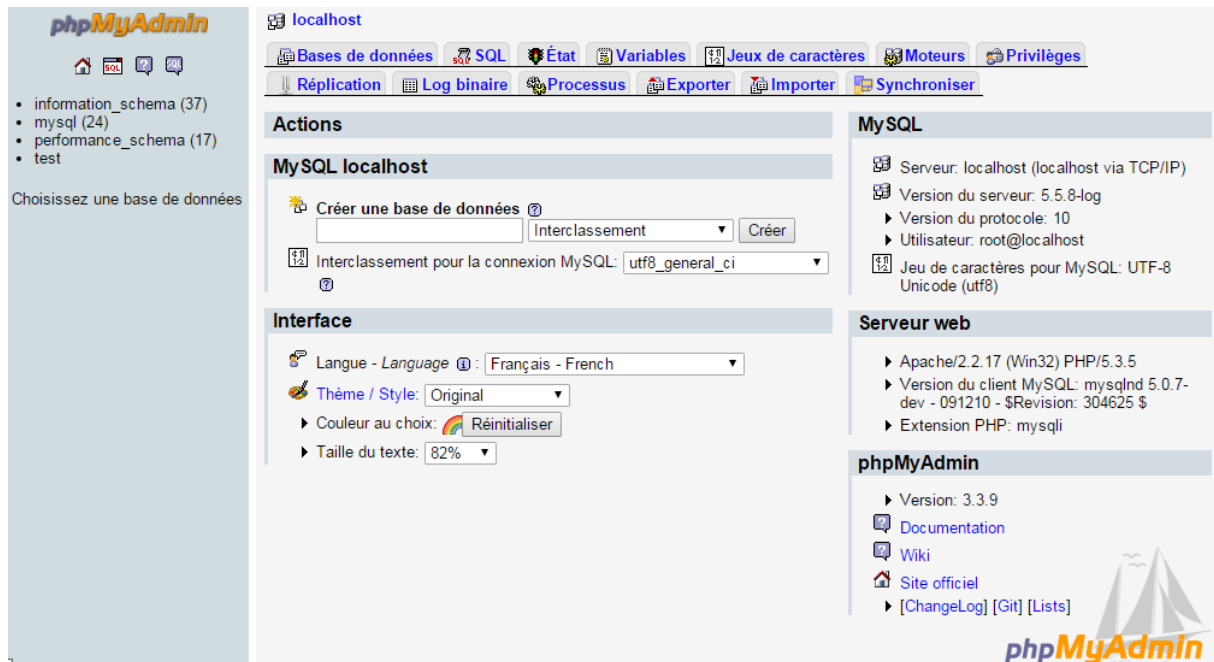 phpMyAdmin
information_schema (37)
mysql (24)
performance_schema (17)
test
Choisissez une base de données
localhost
Bases de données SQL État Variables Jeux de caractères Moteurs Privilèges
Réplication Log binaire Processus Exporter Importer Synchroniser
Actions
MySQL localhost
Créer une base de données
Interclassement Créer
Interclassement pour la connexion MySQL: utf8_general_ci
Interface
Langue - Language : Français - French
Thème / Style: Original
Couleur au choix: Réinitialiser
Taille du texte: 82%
MySQL
Serveur: localhost (localhost via TCP/IP)
Version du serveur: 5.5.8-log
Version du protocole: 10
Utilisateur: root@localhost
Jeu de caractères pour MySQL: UTF-8
Unicode (utf8)
Serveur web
Apache/2.2.17 (Win32) PHP/5.3.5
Version du client MySQL: mysqlnd 5.0.7-
dev - 091210 - $Revision: 304625 $
Extension PHP: mysqli
phpMyAdmin
Version: 3.3.9
Documentation
Wiki
Site officiel
[ChangeLog] [Git] [Lists]
phpMyAdmin